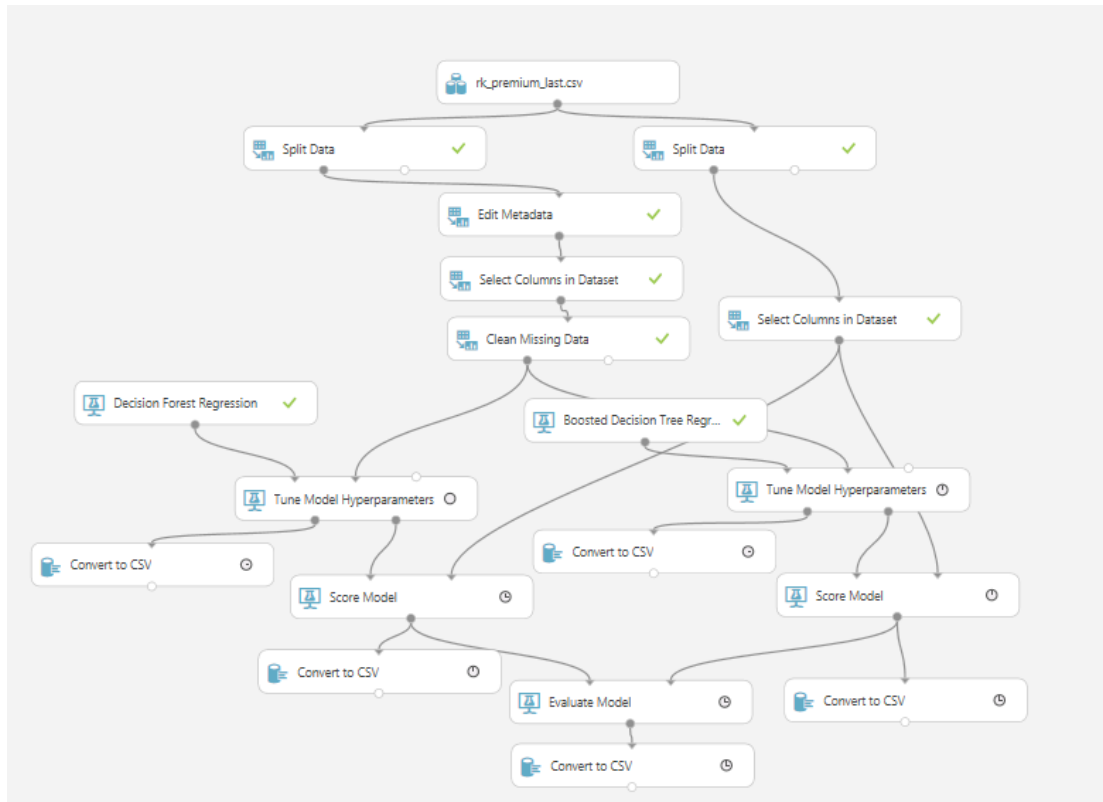 rk_premium_last.csv
Split Data
Split Data
Edit Metadata
Select Columns in Dataset
Select Columns in Dataset
Clean Missing Data
Decision Forest Regression
Boosted Decision Tree Regr...
Tune Model Hyperparameters
Tune Model Hyperparameters
Convert to CSV
Convert to CSV
Score Model
Score Model
Convert to CSV
Evaluate Model
Convert to CSV
Convert to CSV